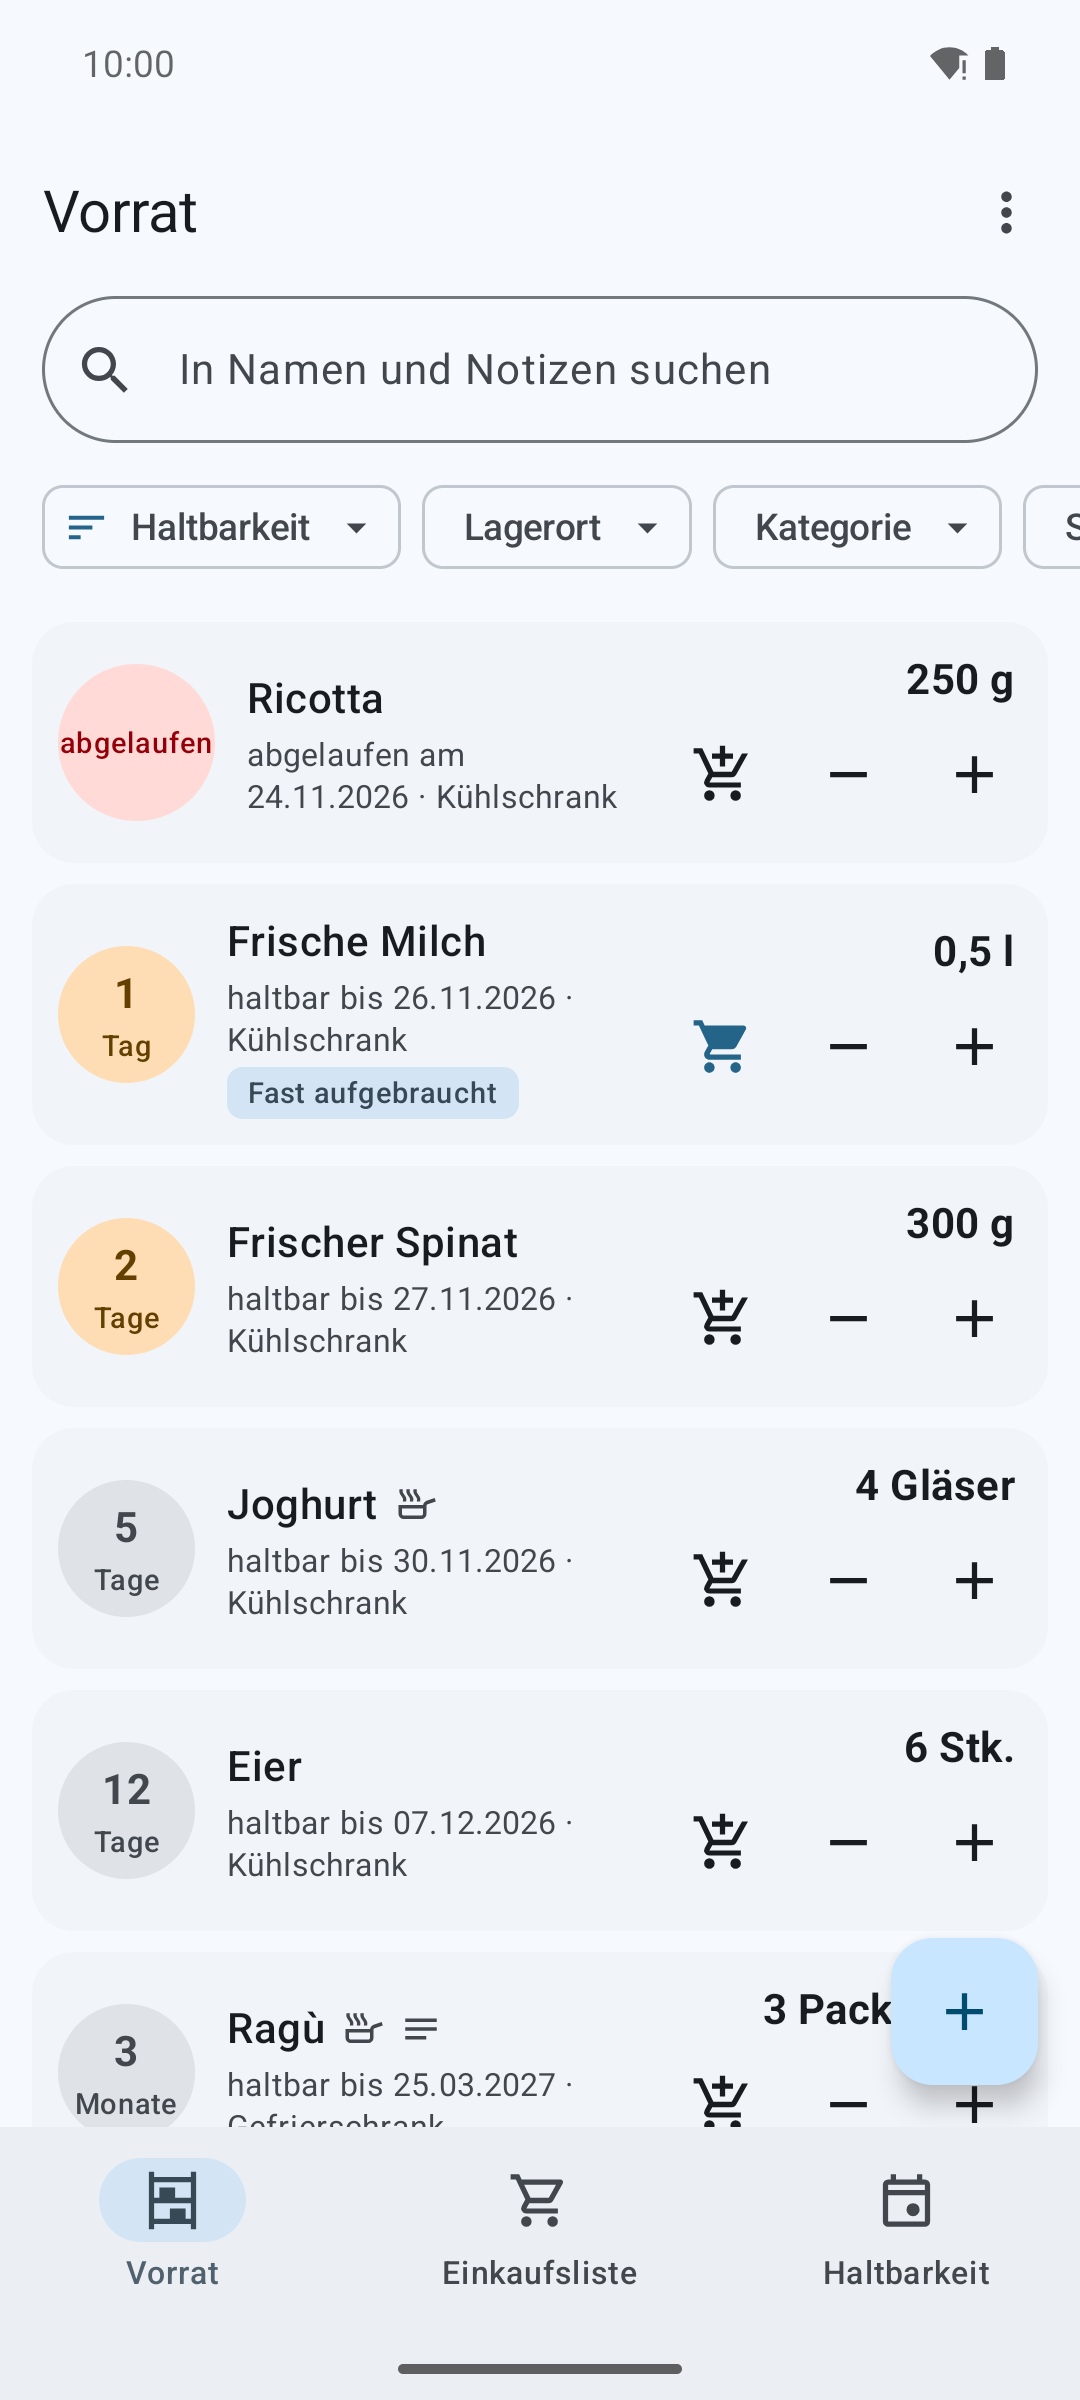 10:00
Vorrat
In Namen und Notizen suchen
Haltbarkeit
Lagerort
Kategorie
abgelaufen
Ricotta
abgelaufen am
24.11.2026 · Kühlschrank
250 g
1
Tag
Frische Milch
haltbar bis 26.11.2026 ·
Kühlschrank
Fast aufgebraucht
0,5 l
2
Tage
Frischer Spinat
haltbar bis 27.11.2026 ·
Kühlschrank
300 g
5
Tage
Joghurt
haltbar bis 30.11.2026 ·
Kühlschrank
4 Gläser
12
Tage
Eier
haltbar bis 07.12.2026 ·
Kühlschrank
6 Stk.
3
Monate
Ragù
haltbar bis 25.03.2027 ·
Gefrierschrank
3 Pack
Vorrat
Einkaufsliste
Haltbarkeit